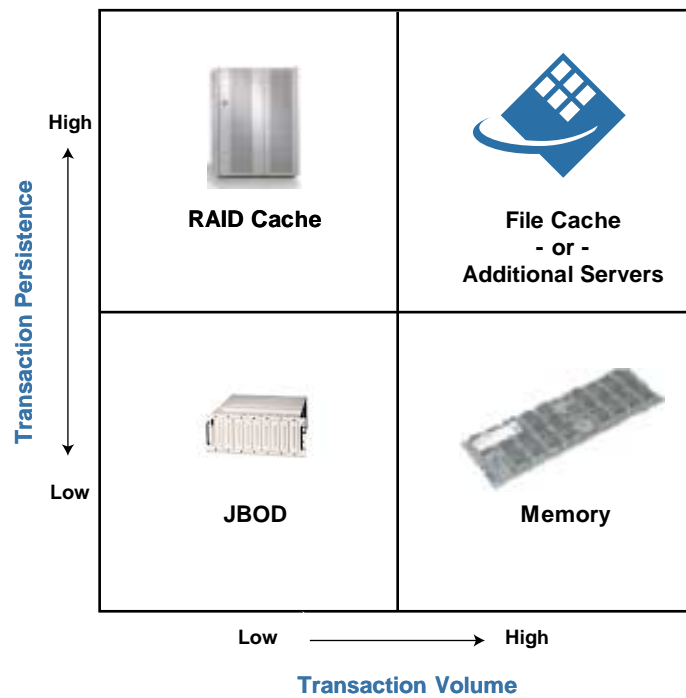 High
Transaction Persistence
Low
RAID Cache
File Cache
- or -
Additional Servers
JBOD
Memory
Low
High
Transaction Volume